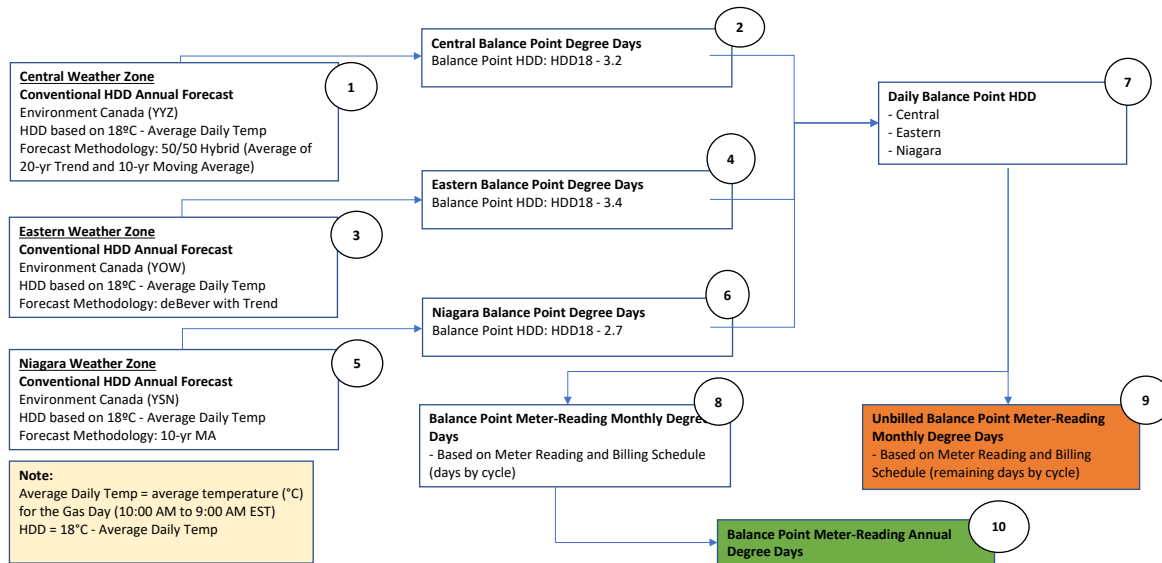 Central Weather Zone
Conventional HDD Annual Forecast
Environment Canada (YYZ)
HDD based on 18ºC - Average Daily Temp
Forecast Methodology: 50/50 Hybrid (Average of
20-yr Trend and 10-yr Moving Average)
1
Central Balance Point Degree Days
Balance Point HDD: HDD18 - 3.2
2
Eastern Weather Zone
Conventional HDD Annual Forecast
Environment Canada (YOW)
HDD based on 18ºC - Average Daily Temp
Forecast Methodology: deBever with Trend
3
Eastern Balance Point Degree Days
Balance Point HDD: HDD18 - 3.4
4
Niagara Weather Zone
Conventional HDD Annual Forecast
Environment Canada (YSN)
HDD based on 18ºC - Average Daily Temp
Forecast Methodology: 10-yr MA
5
Niagara Balance Point Degree Days
Balance Point HDD: HDD18 - 2.7
6
Daily Balance Point HDD
- Central
- Eastern
- Niagara
7
Balance Point Meter-Reading Monthly Degree
Days
- Based on Meter Reading and Billing Schedule
(days by cycle)
8
Unbilled Balance Point Meter-Reading
Monthly Degree Days
- Based on Meter Reading and Billing
Schedule (remaining days by cycle)
9
Balance Point Meter-Reading Annual
Degree Days
10
Note:
Average Daily Temp = average temperature (°C)
for the Gas Day (10:00 AM to 9:00 AM EST)
HDD = 18°C - Average Daily Temp